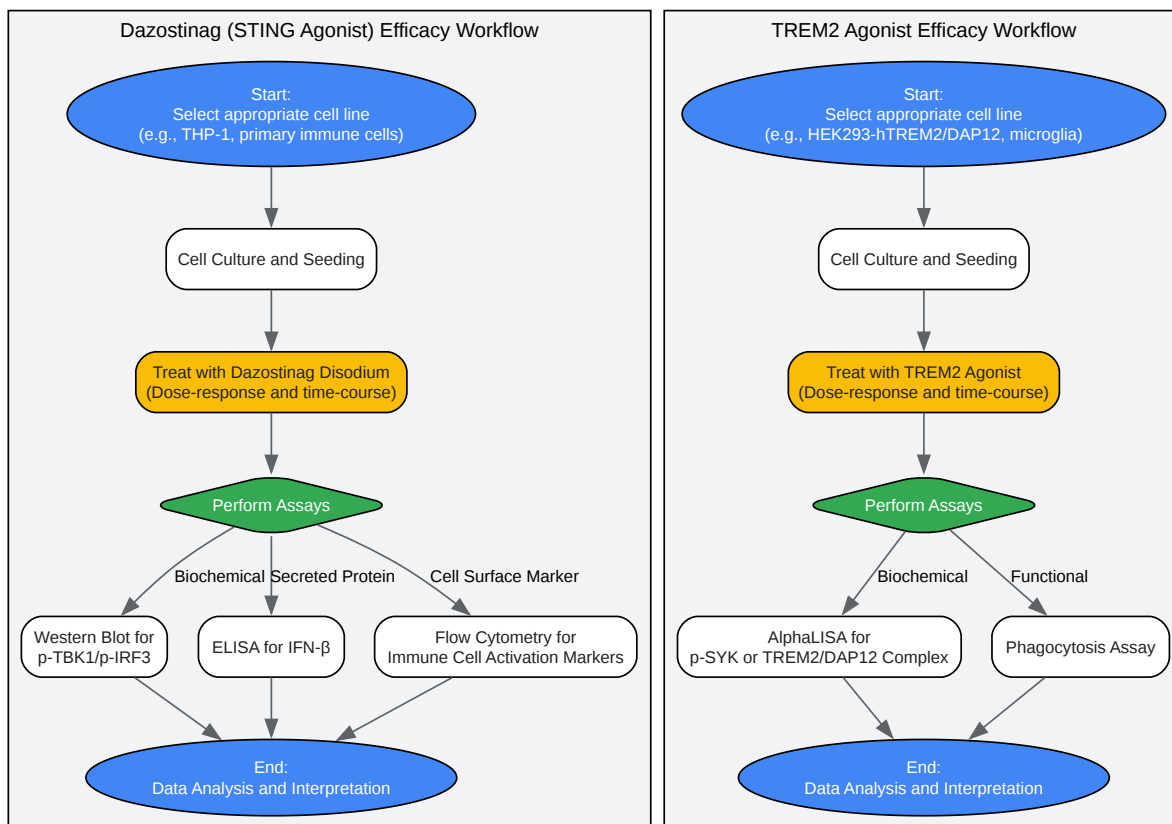 Dazostinag (STING Agonist) Efficacy Workflow
Start:
Select appropriate cell line
(e.g., THP-1, primary immune cells)
Cell Culture and Seeding
Treat with Dazostinag Disodium
(Dose-response and time-course)
Perform Assays
Biochemical
Secreted Protein
Cell Surface Marker
Western Blot for
p-TBK1/p-IRF3
ELISA for IFN-β
Flow Cytometry for
Immune Cell Activation Markers
End:
Data Analysis and Interpretation
TREM2 Agonist Efficacy Workflow
Start:
Select appropriate cell line
(e.g., HEK293-hTREM2/DAP12, microglia)
Cell Culture and Seeding
Treat with TREM2 Agonist
(Dose-response and time-course)
Perform Assays
Biochemical
Functional
AlphaLISA for
p-SYK or TREM2/DAP12 Complex
Phagocytosis Assay
End:
Data Analysis and Interpretation